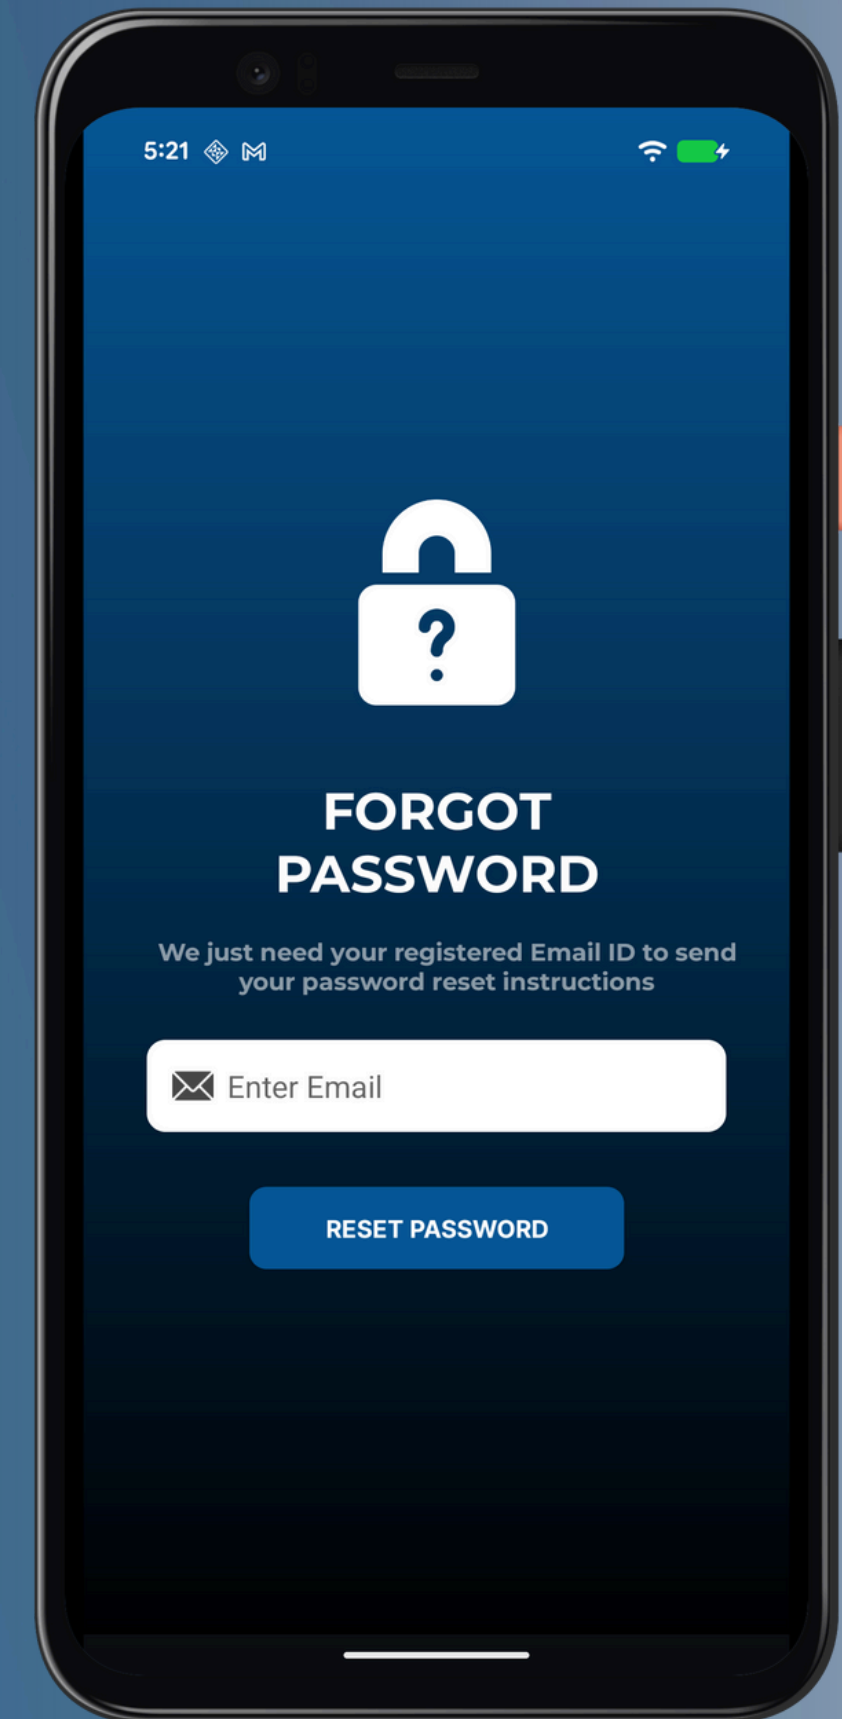 5:21
?
FORGOT
PASSWORD
We just need your registered Email ID to send
your password reset instructions
Enter Email
RESET PASSWORD